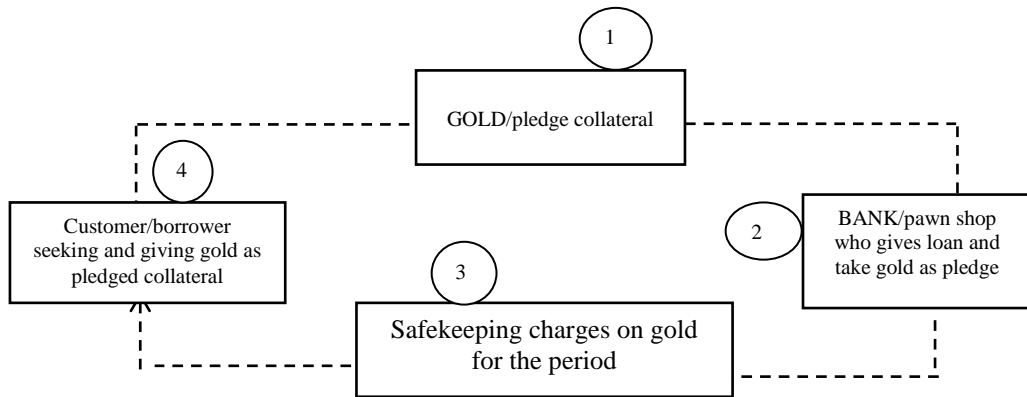 1
GOLD/pledge collateral
4
Customer/borrower
seeking and giving gold as
pledged collateral
2
BANK/pawn shop
who gives loan and
take gold as pledge
3
Safekeeping charges on gold
for the period